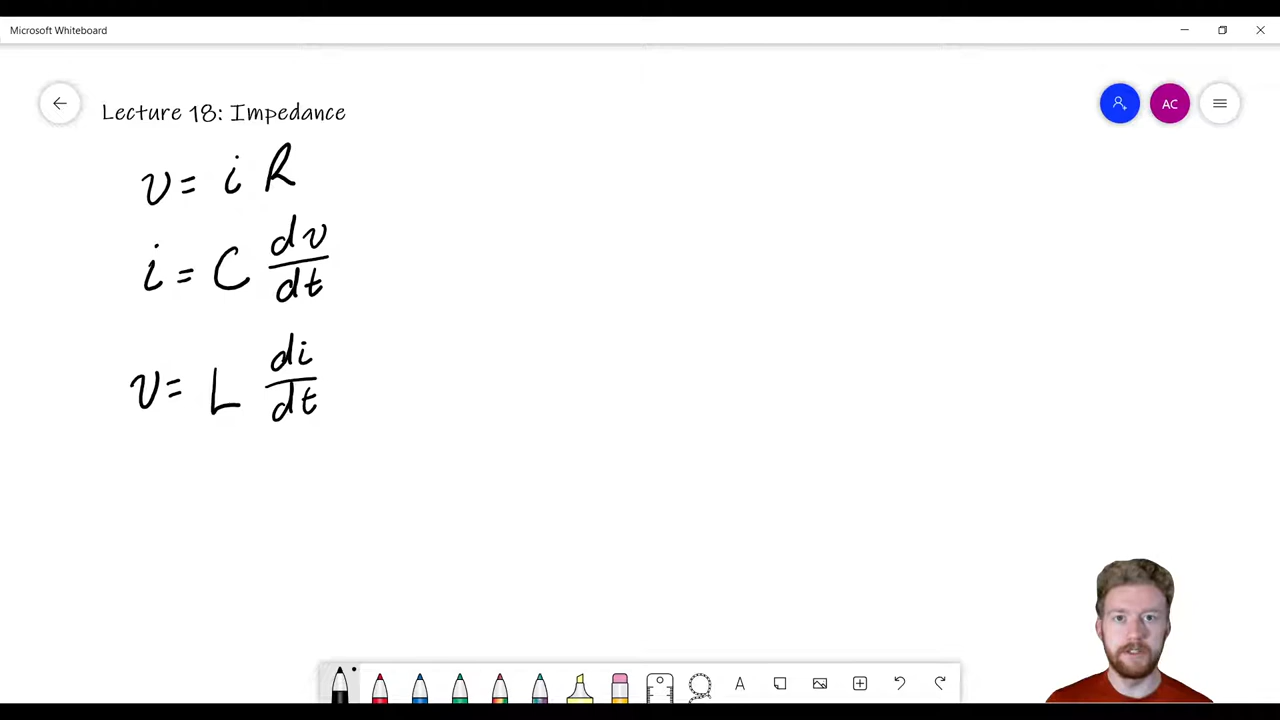 Microsoft Whiteboard
AC
Lecture 18: Impedance
v = i R
i = C dv/dt
v = L di/dt
A